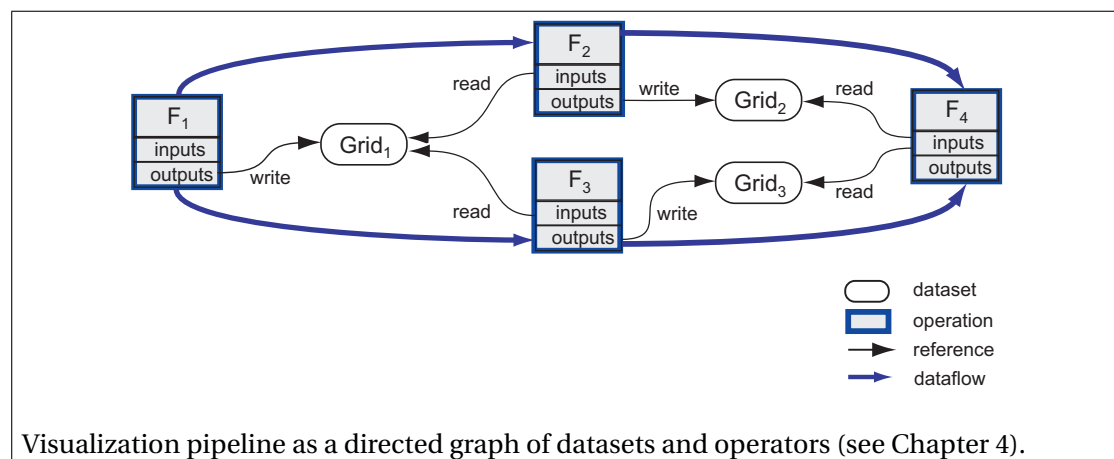 F1
inputs
outputs
write
Grid1
read
read
F2
inputs
outputs
write
Grid2
F3
inputs
outputs
write
Grid3
read
read
F4
inputs
outputs
dataset
operation
reference
dataflow
Visualization pipeline as a directed graph of datasets and operators (see Chapter 4).